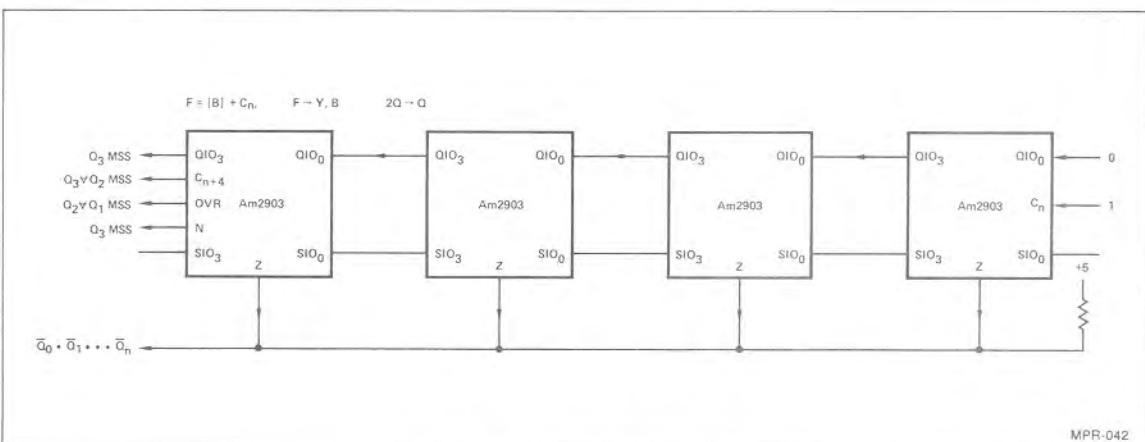 F = [B] + Cn,   F → Y, B   2Q → Q
Q3 MSS   QIO3   QIO0   QIO3   QIO0   QIO3   QIO0   QIO3   QIO0   0
Q3∀Q2 MSS   Cn+4
Q2∀Q1 MSS   OVR   Am2903   Am2903   Am2903   Am2903   Cn   1
Q3 MSS   N
SIO3   SIO0   SIO3   SIO0   SIO3   SIO0   SIO3   SIO0
Z   Z   Z   Z   +5
Q̅0 • Q̅1 • • • Q̅n
MPR-042